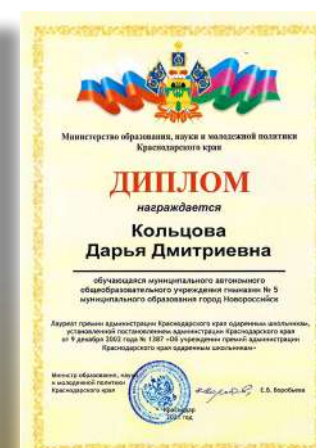 Министерство образования, науки и молодежной политики
Краснодарского края
ДИПЛОМ
награждается
Кольцова
Дарья Дмитриевна
обучающаяся муниципального автономного
общеобразовательного учреждения гимназии № 5
муниципального образования город Новороссийск
Лауреат премии администрации Краснодарского края одаренным школьникам,
установленной постановлением администрации Краснодарского края
от 9 декабря 2002 года № 1387 «Об учреждении премий администрации
Краснодарского края одаренным школьникам»
Министр образования, науки
и молодежной политики
Краснодарского края
Е.В. Воробьева
Краснодар
2021 год